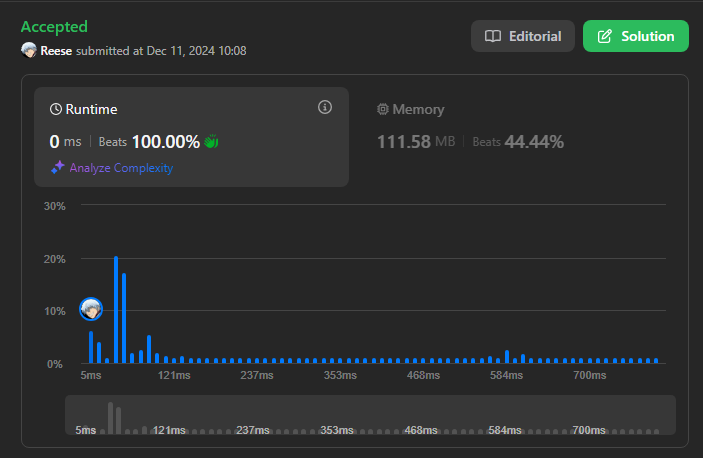 Accepted
Editorial
Solution
Reese submitted at Dec 11, 2024 10:08
Runtime
Memory
0 ms | Beats 100.00%
111.58 MB | Beats 44.44%
Analyze Complexity
30%
20%
10%
0%
5ms 121ms 237ms 353ms 468ms 584ms 700ms
5ms 121ms 237ms 353ms 468ms 584ms 700ms